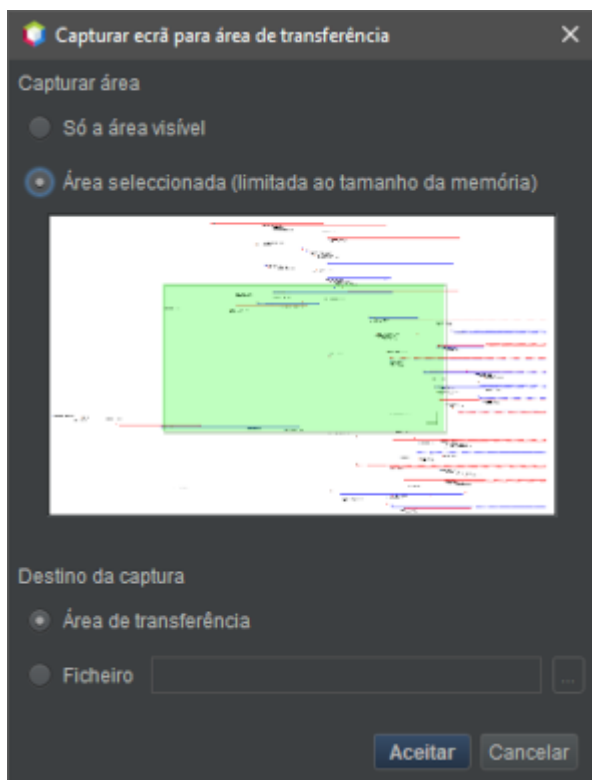 Capturar ecrã para área de transferência
Capturar área
Só a área visível
Área seleccionada (limitada ao tamanho da memória)
Destino da captura
Área de transferência
Ficheiro
...
Aceitar Cancelar